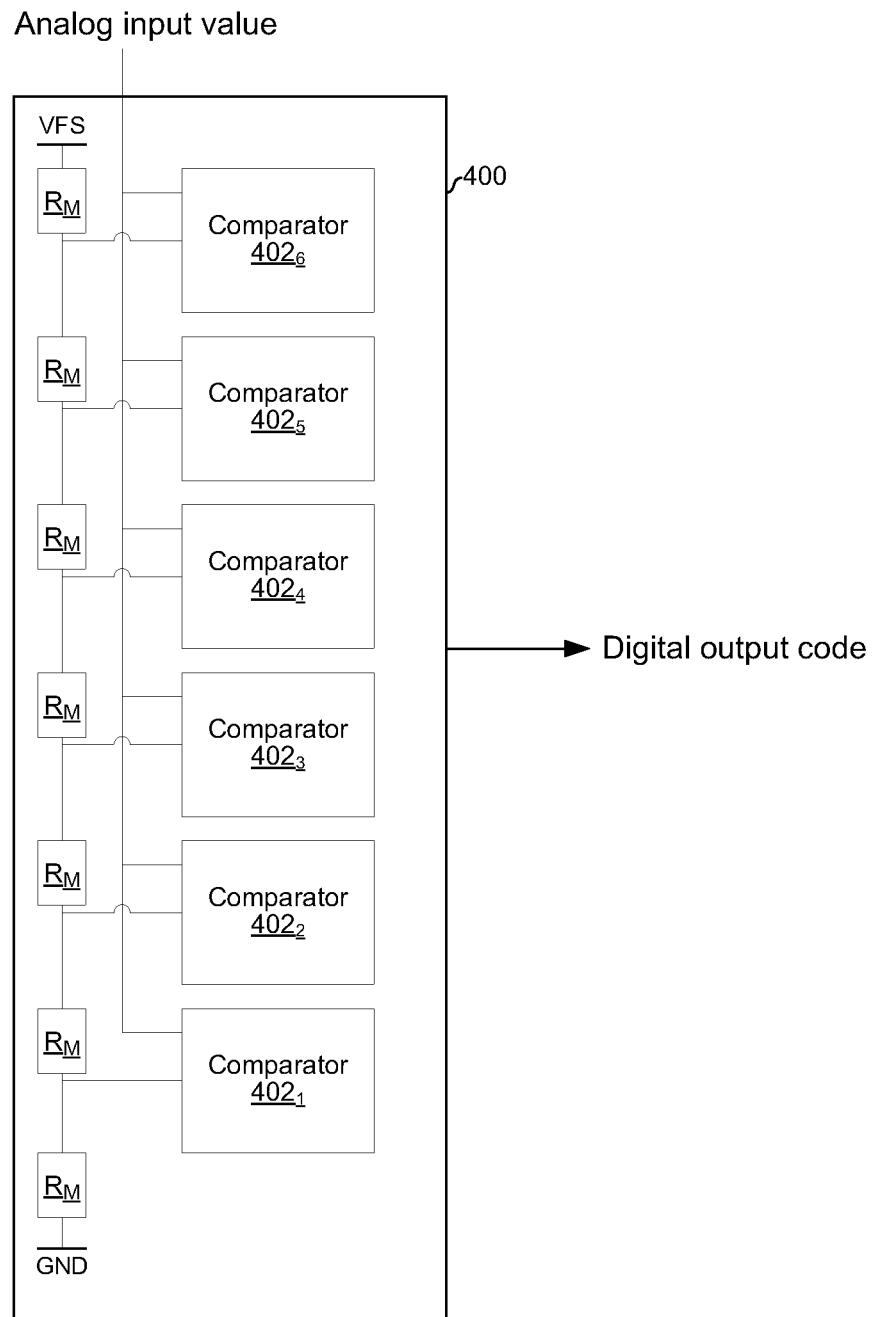 Analog input value
VFS
400
R_M
Comparator
402_6
R_M
Comparator
402_5
R_M
Comparator
402_4
Digital output code
R_M
Comparator
402_3
R_M
Comparator
402_2
R_M
Comparator
402_1
R_M
GND